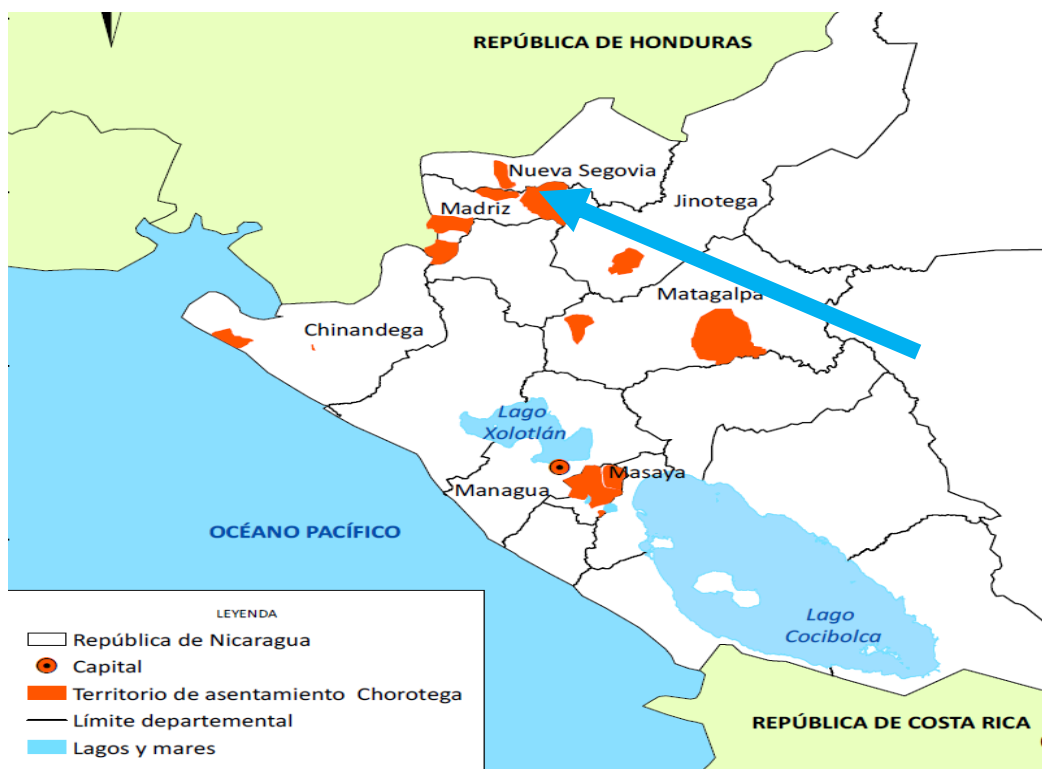 REPÚBLICA DE HONDURAS
Nueva Segovia
Jinotega
Madriz
Matagalpa
Chinandega
Lago
Xolotlán
Masaya
Managua
OCÉANO PACÍFICO
Lago
Cocibolca
LEYENDA
República de Nicaragua
Capital
Territorio de asentamiento Chorotega
Límite departemental
Lagos y mares
REPÚBLICA DE COSTA RICA